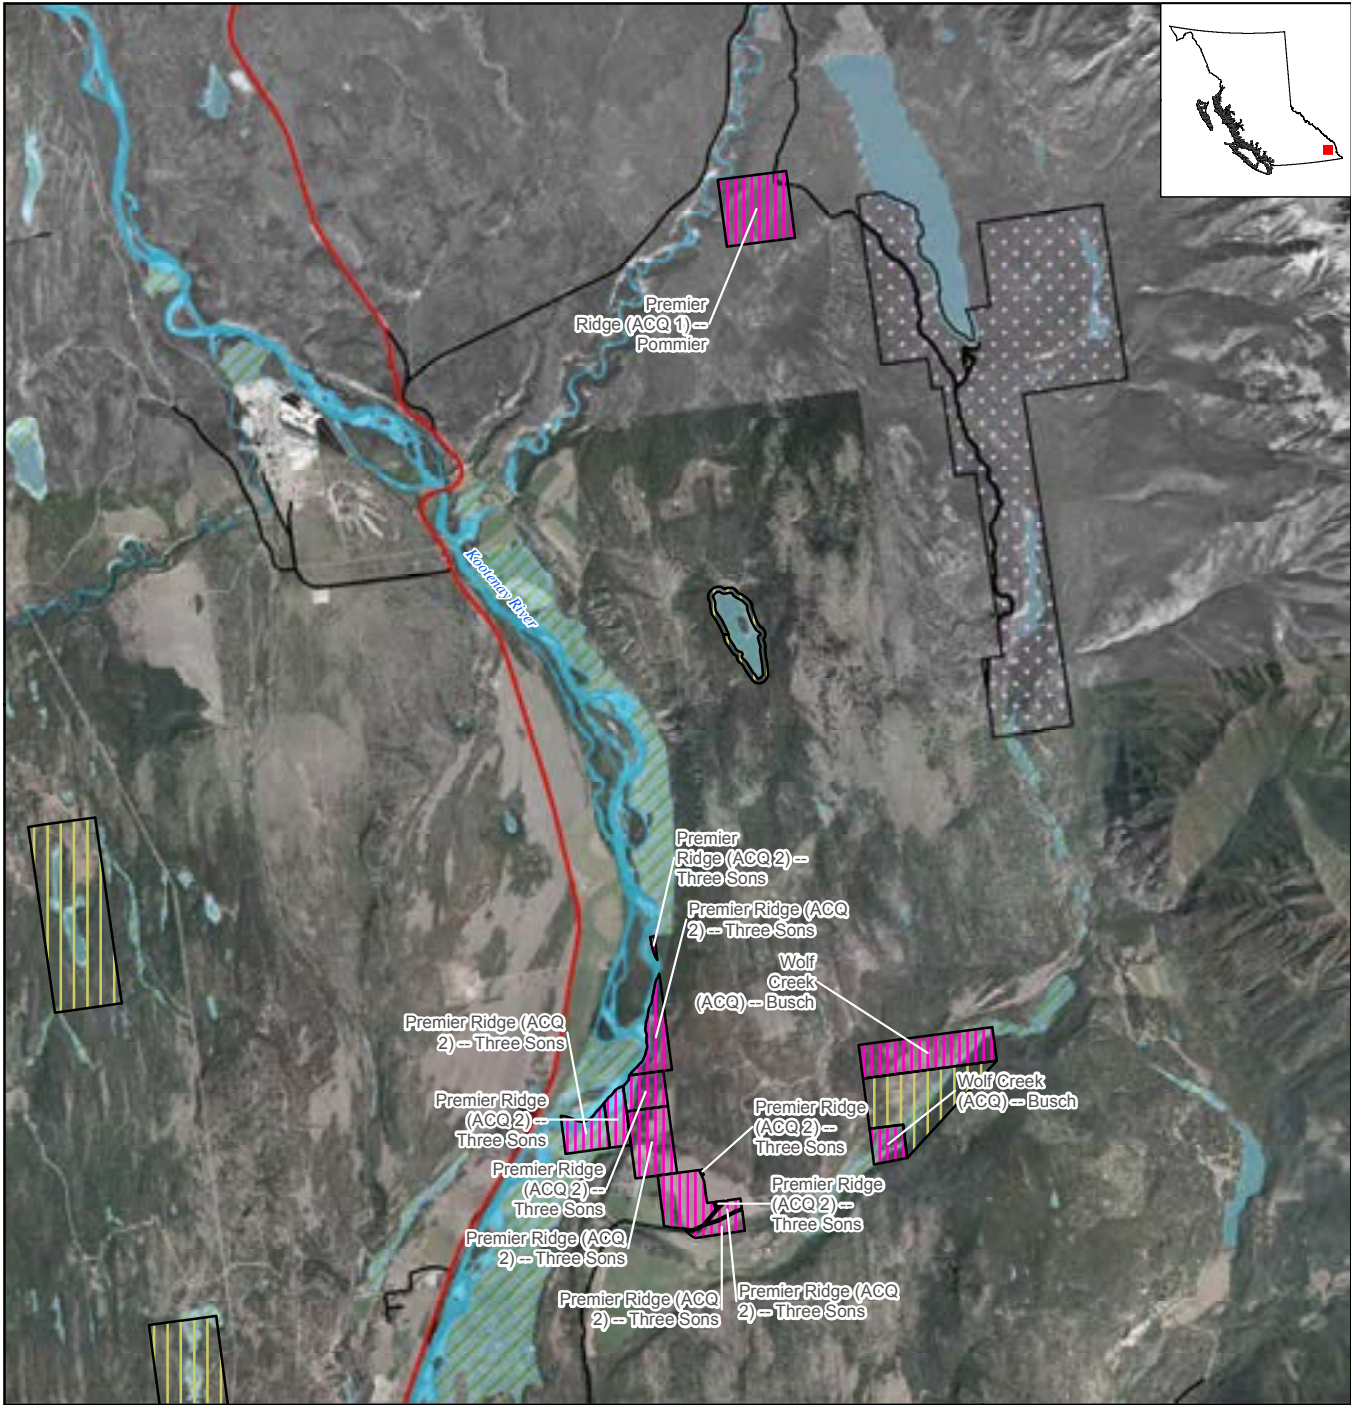 Premier
Ridge (ACQ 1) --
Pommier
Kootenay River
Premier
Ridge (ACQ 2) --
Three Sons
Premier Ridge (ACQ
2) -- Three Sons
Wolf
Creek
(ACQ) -- Busch
Premier Ridge (ACQ
2) -- Three Sons
Wolf Creek
(ACQ) -- Busch
Premier Ridge
(ACQ 2) --
Three Sons
Premier Ridge
(ACQ 2) --
Three Sons
Premier Ridge
(ACQ 2) --
Three Sons
Premier Ridge
(ACQ 2) --
Three Sons
Premier Ridge (ACQ
2) -- Three Sons
Premier Ridge (ACQ
2) -- Three Sons
Premier Ridge (ACQ
2) -- Three Sons